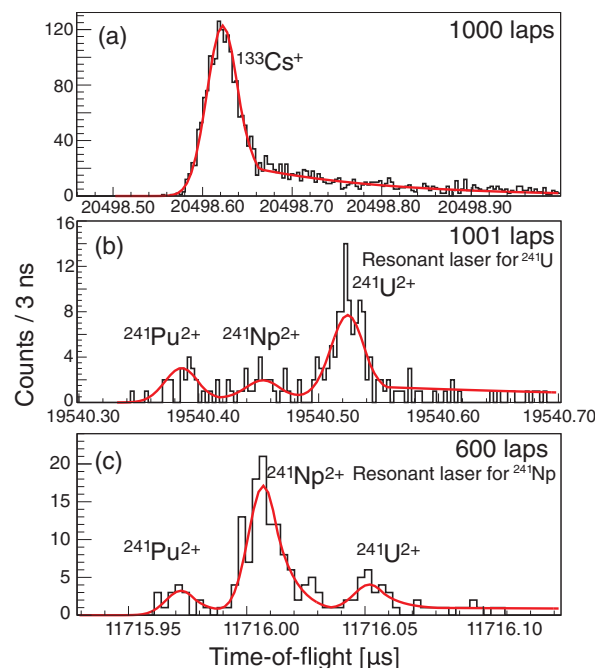 (a) 1000 laps
120
133Cs+
80
40
0
20498.50 20498.60 20498.70 20498.80 20498.90
16
(b) 1001 laps
Resonant laser for 241U
12
241U2+
8
241Pu2+ 241Np2+
4
0
19540.30 19540.40 19540.50 19540.60 19540.70
(c) 600 laps
20
241Np2+ Resonant laser for 241Np
15
10
241Pu2+ 241U2+
5
0
11715.95 11716.00 11716.05 11716.10
Time-of-flight [µs]
Counts / 3 ns